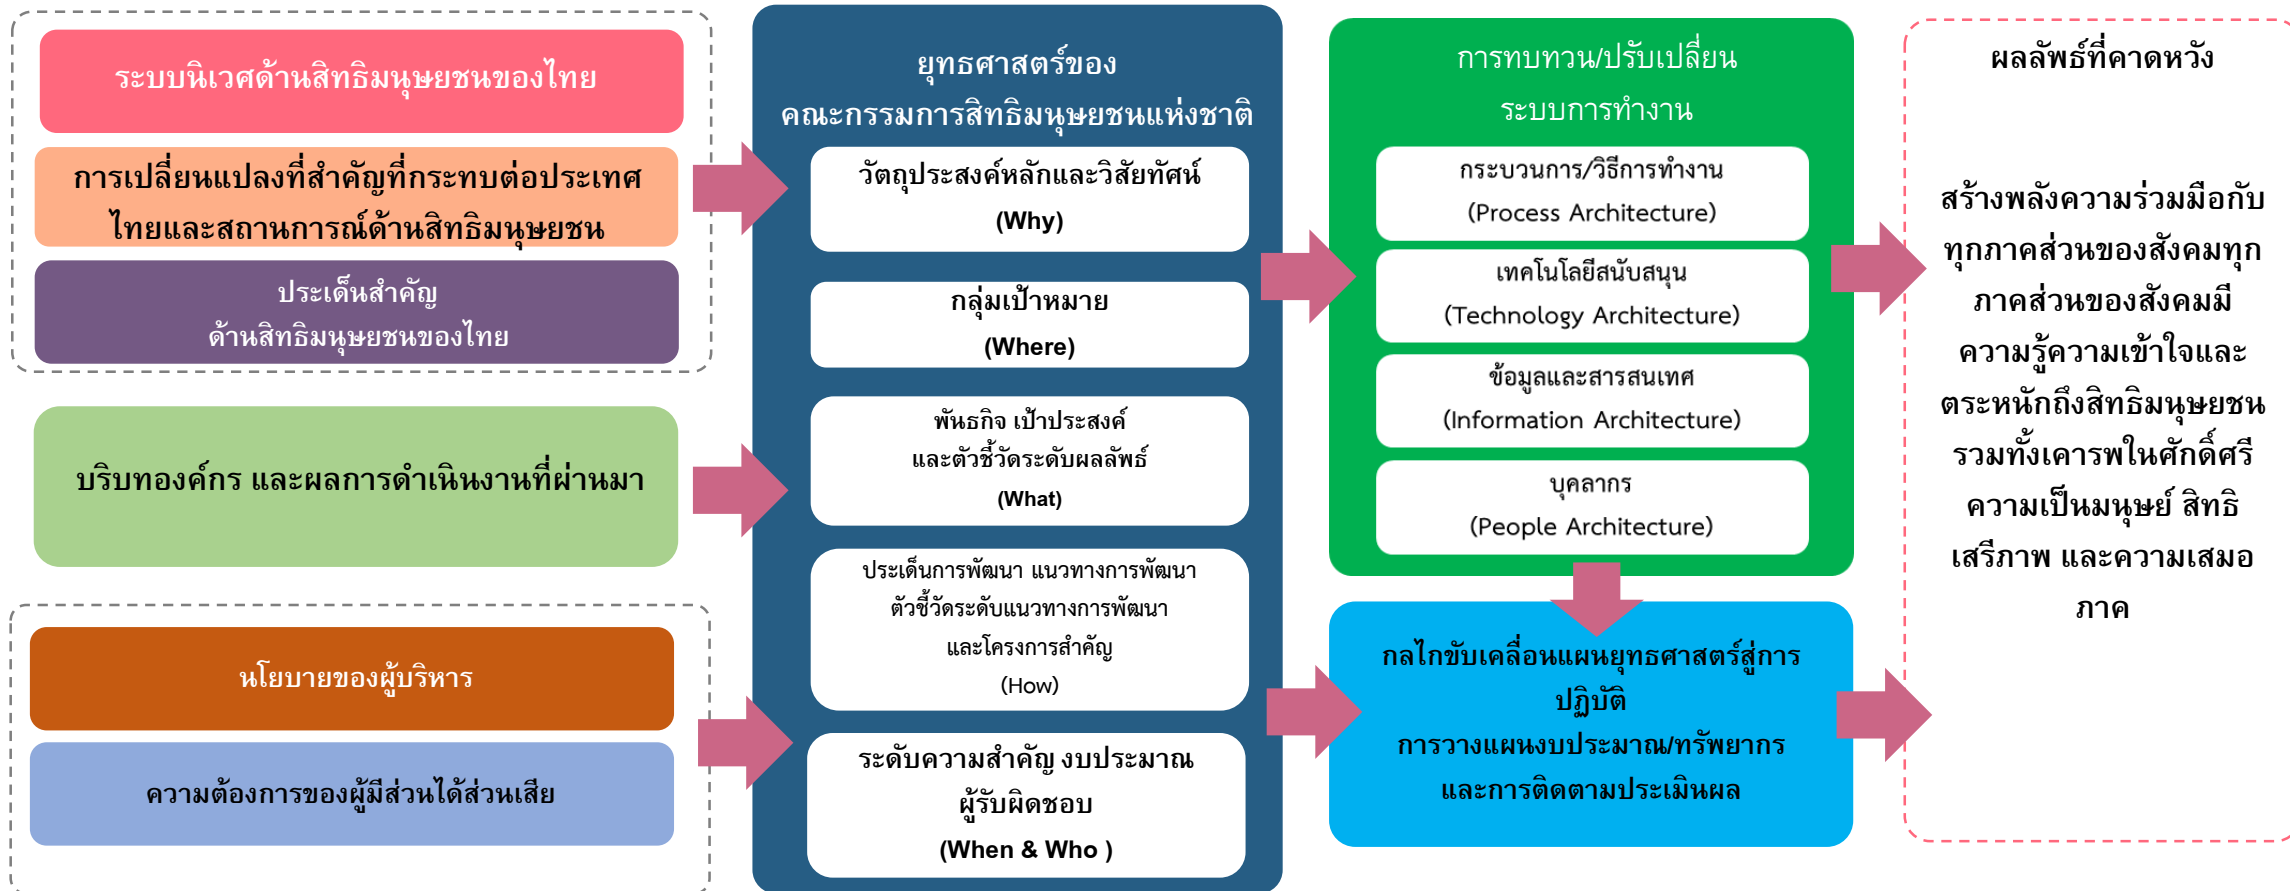 ระบบนิเวศด้านสิทธิมนุษยชนของไทย
การเปลี่ยนแปลงที่สำคัญที่กระทบต่อประเทศ
ไทยและสถานการณ์ด้านสิทธิมนุษยชน
ประเด็นสำคัญ
ด้านสิทธิมนุษยชนของไทย
บริบทองค์กร และผลการดำเนินงานที่ผ่านมา
นโยบายของผู้บริหาร
ความต้องการของผู้มีส่วนได้ส่วนเสีย
ยุทธศาสตร์ของ
คณะกรรมการสิทธิมนุษยชนแห่งชาติ
วัตถุประสงค์หลักและวิสัยทัศน์
(Why)
กลุ่มเป้าหมาย
(Where)
พันธกิจ เป้าประสงค์
และตัวชี้วัดระดับผลลัพธ์
(What)
ประเด็นการพัฒนา แนวทางการพัฒนา
ตัวชี้วัดระดับแนวทางการพัฒนา
และโครงการสำคัญ
(How)
ระดับความสำคัญ งบประมาณ
ผู้รับผิดชอบ
(When & Who )
การทบทวน/ปรับเปลี่ยน
ระบบการทำงาน
กระบวนการ/วิธีการทำงาน
(Process Architecture)
เทคโนโลยีสนับสนุน
(Technology Architecture)
ข้อมูลและสารสนเทศ
(Information Architecture)
บุคลากร
(People Architecture)
กลไกขับเคลื่อนแผนยุทธศาสตร์สู่การ
ปฏิบัติ
การวางแผนงบประมาณ/ทรัพยากร
และการติดตามประเมินผล
ผลลัพธ์ที่คาดหวัง
สร้างพลังความร่วมมือกับ
ทุกภาคส่วนของสังคมทุก
ภาคส่วนของสังคมมี
ความรู้ความเข้าใจและ
ตระหนักถึงสิทธิมนุษยชน
รวมทั้งเคารพในศักดิ์ศรี
ความเป็นมนุษย์ สิทธิ
เสรีภาพ และความเสมอ
ภาค